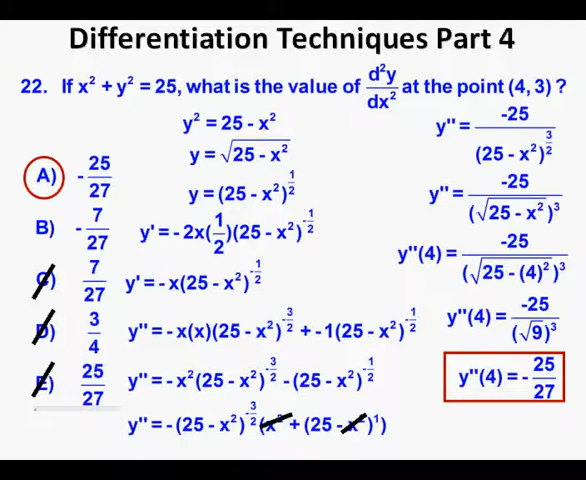 Differentiation Techniques Part 4
22. If x² + y² = 25, what is the value of d²y/dx² at the point (4, 3) ?
y² = 25 - x²
y = √(25 - x²)
y = (25 - x²)^(1/2)
y' = - 2x(1/2)(25 - x²)^(-1/2)
y' = - x(25 - x²)^(-1/2)
y'' = - x(x)(25 - x²)^(-3/2) + -1(25 - x²)^(-1/2)
y'' = - x²(25 - x²)^(-3/2) - (25 - x²)^(-1/2)
y'' = - (25 - x²)^(-3/2)(x² + (25 - x²)¹)
A) - 25/27
B) - 7/27
C) 7/27
D) 3/4
E) 25/27
y'' = -25/(25 - x²)^(3/2)
y'' = -25/(√(25 - x²))³
y''(4) = -25/(√(25 - (4)²))³
y''(4) = -25/(√9)³
y''(4) = - 25/27